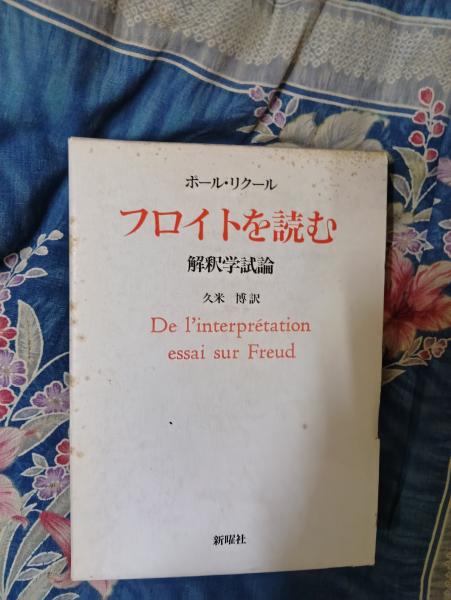 ポール・リクール
フロイトを読む
解釈学試論
久米 博訳
De l'interprétation
essai sur Freud
新曜社